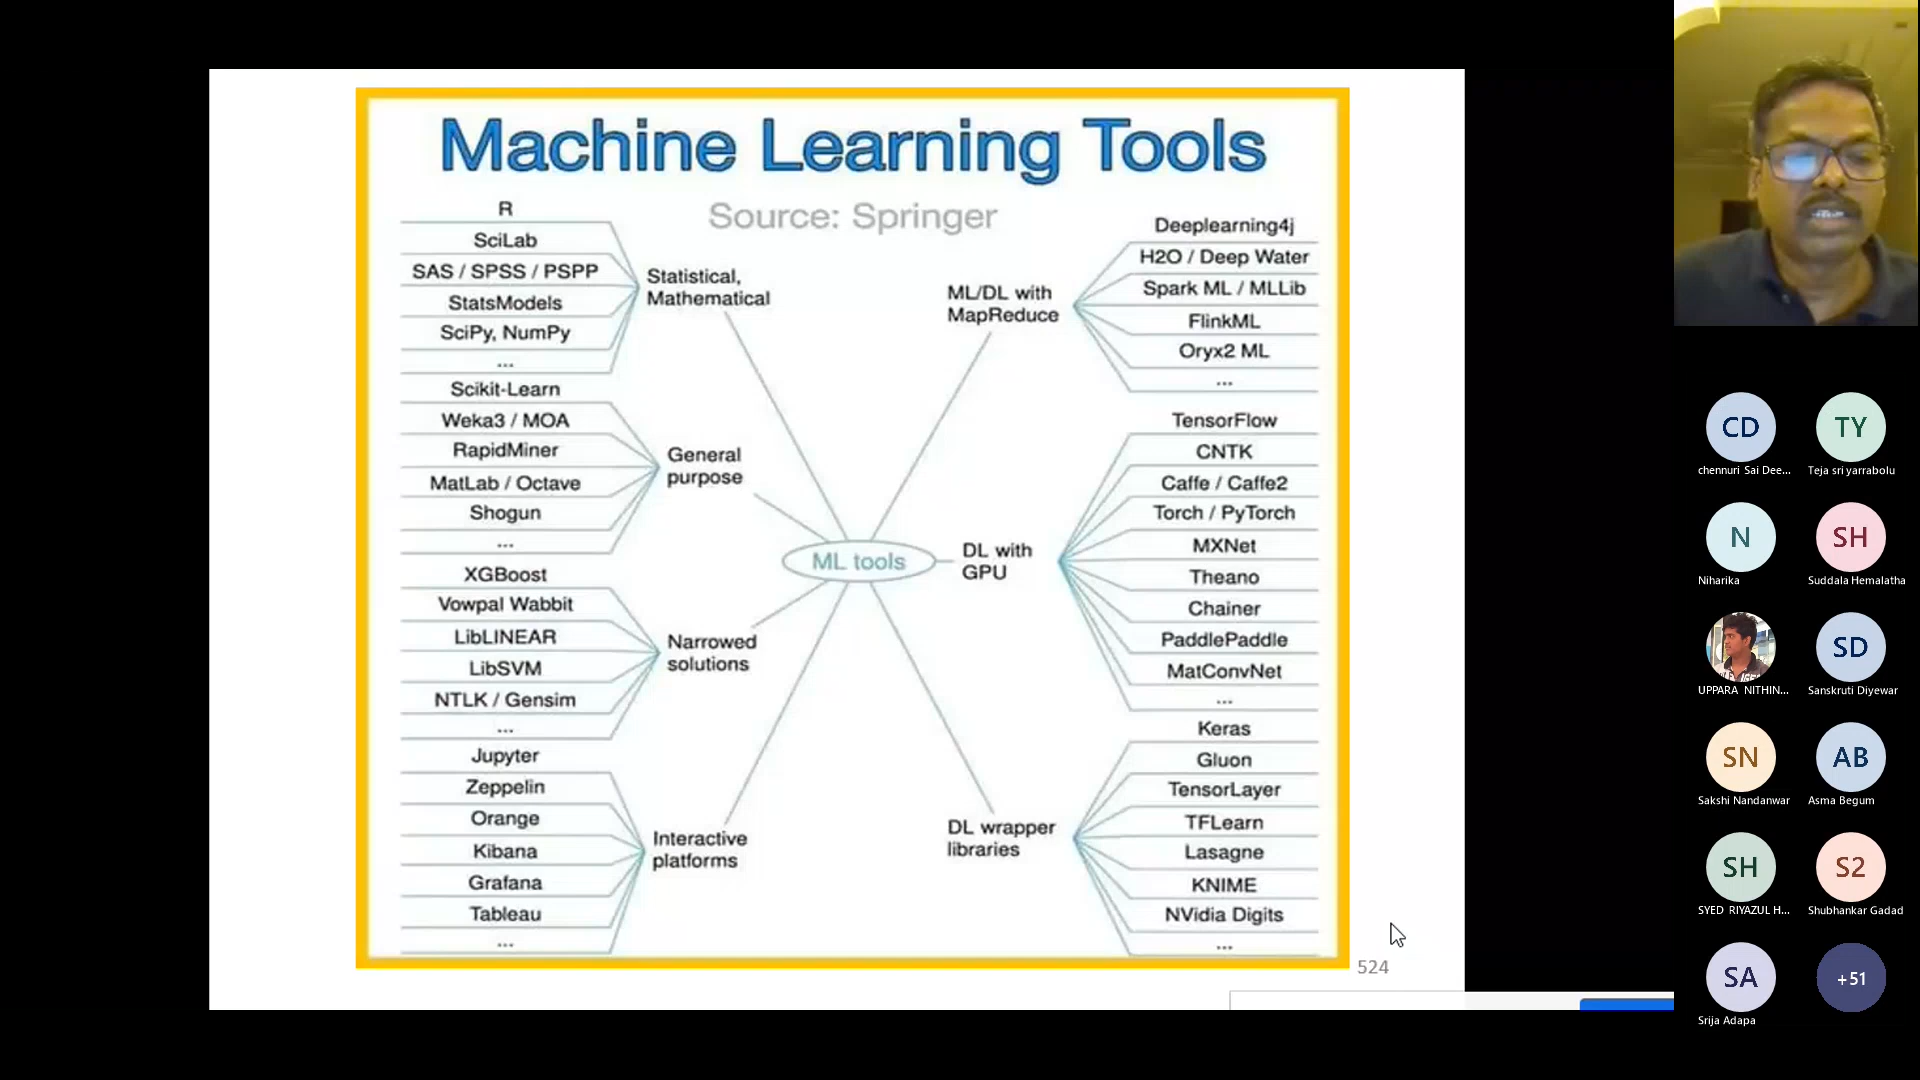 Machine Learning Tools
Source: Springer
R
SciLab
SAS / SPSS / PSPP
StatsModels
SciPy, NumPy
...
Statistical,
Mathematical
Scikit-Learn
Weka3 / MOA
RapidMiner
MatLab / Octave
Shogun
...
General
purpose
XGBoost
Vowpal Wabbit
LibLINEAR
LibSVM
NTLK / Gensim
...
Narrowed
solutions
Jupyter
Zeppelin
Orange
Kibana
Grafana
Tableau
...
Interactive
platforms
ML tools
ML/DL with
MapReduce
Deeplearning4j
H2O / Deep Water
Spark ML / MLLib
FlinkML
Oryx2 ML
...
DL with
GPU
TensorFlow
CNTK
Caffe / Caffe2
Torch / PyTorch
MXNet
Theano
Chainer
PaddlePaddle
MatConvNet
...
DL wrapper
libraries
Keras
Gluon
TensorLayer
TFLearn
Lasagne
KNIME
NVidia Digits
...
524
CD
chennuri Sai Dee...
TY
Teja sri yarrabolu
N
Niharika
SH
Suddala Hemalatha
UPPARA NITHIN...
SD
Sanskruti Diyewar
SN
Sakshi Nandanwar
AB
Asma Begum
SH
SYED RIYAZUL H...
S2
Shubhankar Gadad
SA
Srija Adapa
+51